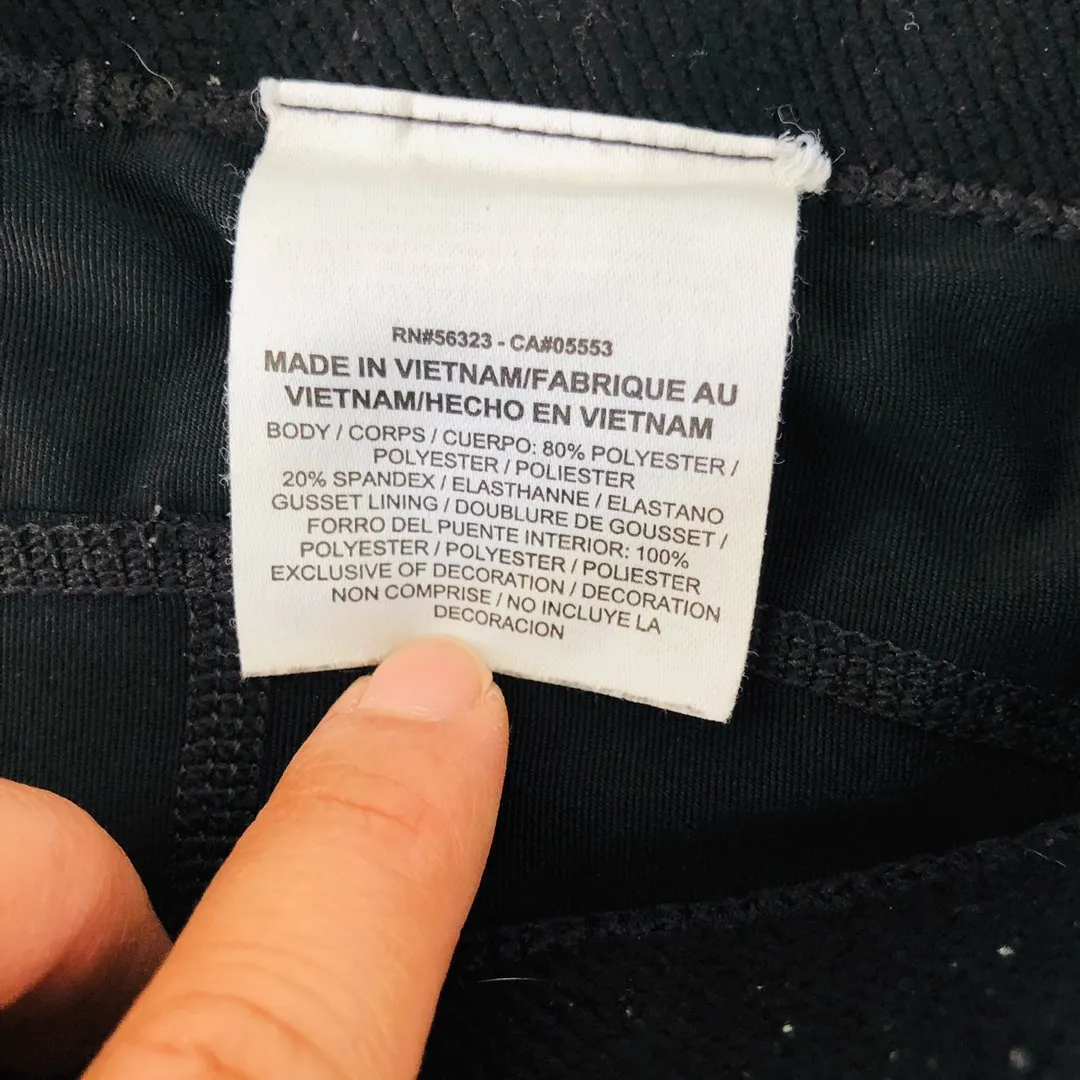 RN#56323 - CA#05553
MADE IN VIETNAM/FABRIQUE AU
VIETNAM/HECHO EN VIETNAM
BODY / CORPS / CUERPO: 80% POLYESTER /
POLYESTER / POLIESTER
20% SPANDEX / ELASTHANNE / ELASTANO
GUSSET LINING / DOUBLURE DE GOUSSET /
FORRO DEL PUENTE INTERIOR: 100%
POLYESTER / POLYESTER / POLIESTER
EXCLUSIVE OF DECORATION / DECORATION
NON COMPRISE / NO INCLUYE LA
DECORACION